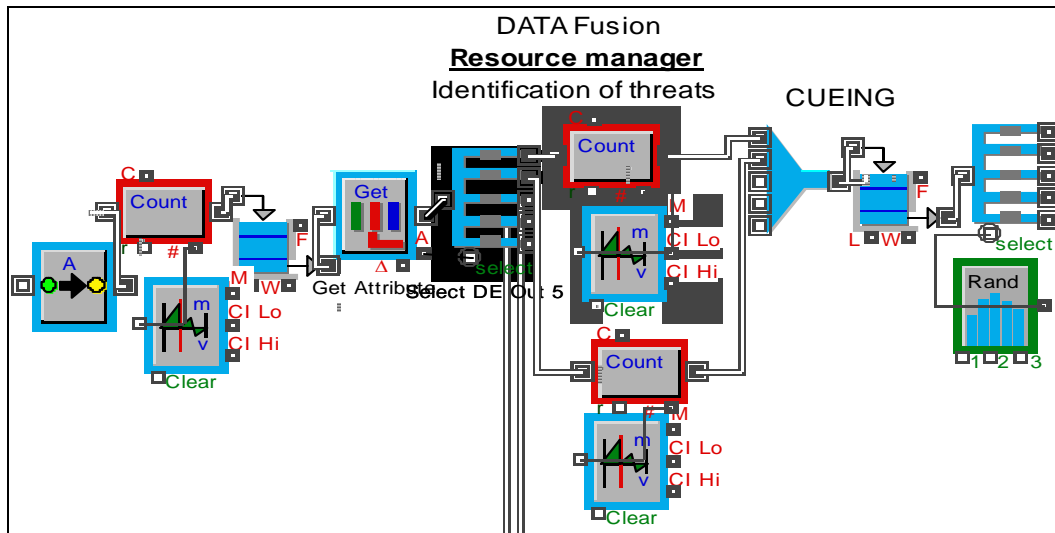 DATA Fusion
Resource manager
Identification of threats
CUEING
C
Count
r
#
A
M
W
F
m
v
CI Lo
CI Hi
Clear
Get
A
Δ
Get Attribute
select
Select DE Out 5
C
Count
r
#
M
m
CI Lo
v
CI Hi
Clear
C
Count
r
#
M
m
CI Lo
v
CI Hi
Clear
F
L
W
select
Rand
1
2
3